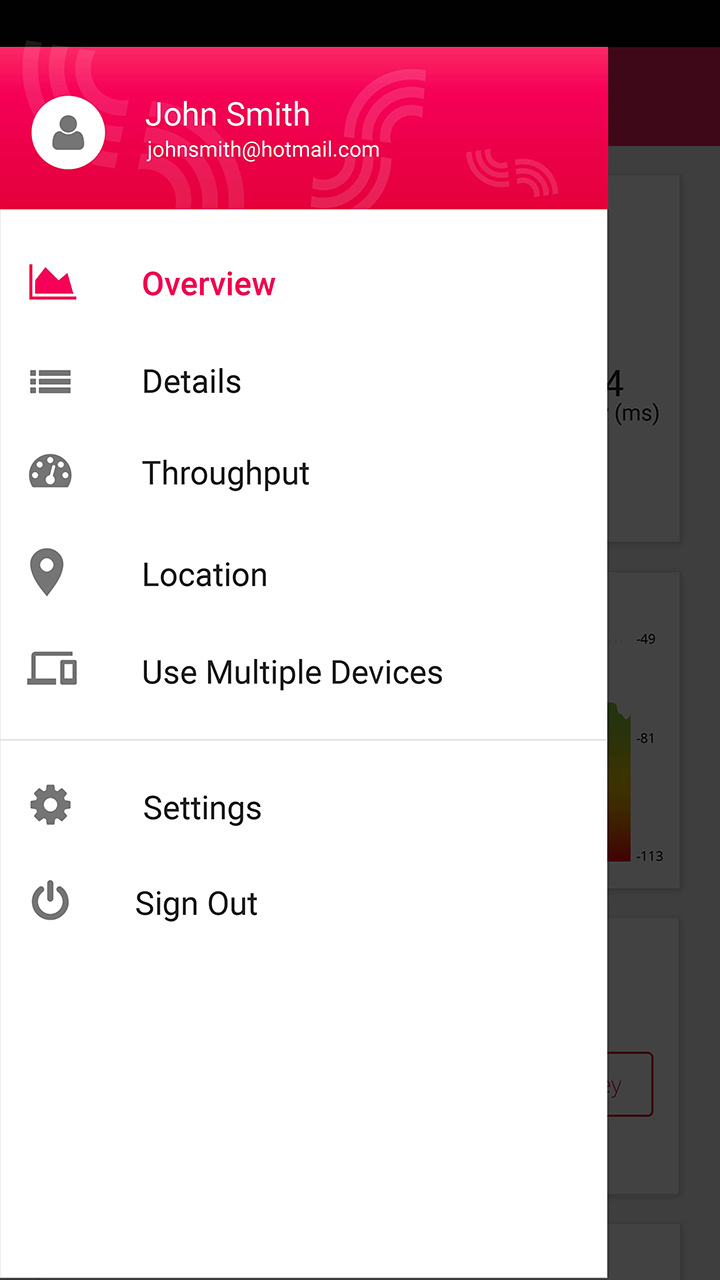 John Smith
johnsmith@hotmail.com
Overview
Details
4
(ms)
Throughput
Location
-49
Use Multiple Devices
-81
Settings
-113
Sign Out